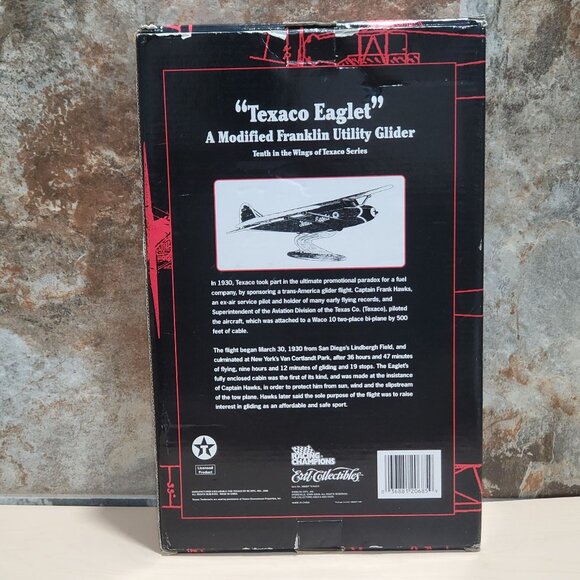 “Texaco Eaglet”
A Modified Franklin Utility Glider
Tenth in the Wings of Texaco Series
Texaco Eaglet
In 1930, Texaco took part in the ultimate promotional paradox for a fuel
company, by sponsoring a trans-America glider flight. Captain Frank Hawks,
an ex-air service pilot and holder of many early flying records, and
Superintendent of the Aviation Division of the Texas Co. (Texaco), piloted
the aircraft, which was attached to a Waco 10 two-place bi-plane by 500
feet of cable.
The flight began March 30, 1930 from San Diego's Lindbergh Field, and
culminated at New York's Van Cortlandt Park, after 36 hours and 47 minutes
of flying, nine hours and 12 minutes of gliding and 19 stops. The Eaglet's
fully enclosed cabin was the first of its kind, and was made at the insistance
of Captain Hawks, in order to protect him from sun, wind and the slipstream
of the tow plane. Hawks later said the sole purpose of the flight was to raise
interest in gliding as an affordable and safe sport.
T
Licensed
Product
RACING
CHAMPIONS
Ertl Collectibles
8 36881 20685 9